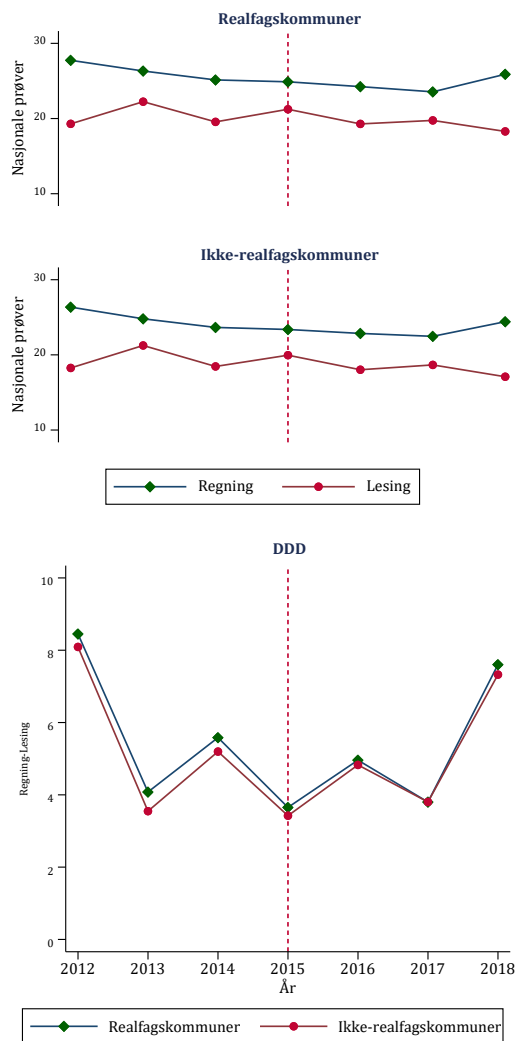 Realfagskommuner
Nasjonale prøver
30
20
10
Ikke-realfagskommuner
Nasjonale prøver
30
20
10
Regning
Lesing
DDD
Regning-Lesing
10
8
6
4
2
0
2012 2013 2014 2015 2016 2017 2018
År
Realfagskommuner
Ikke-realfagskommuner